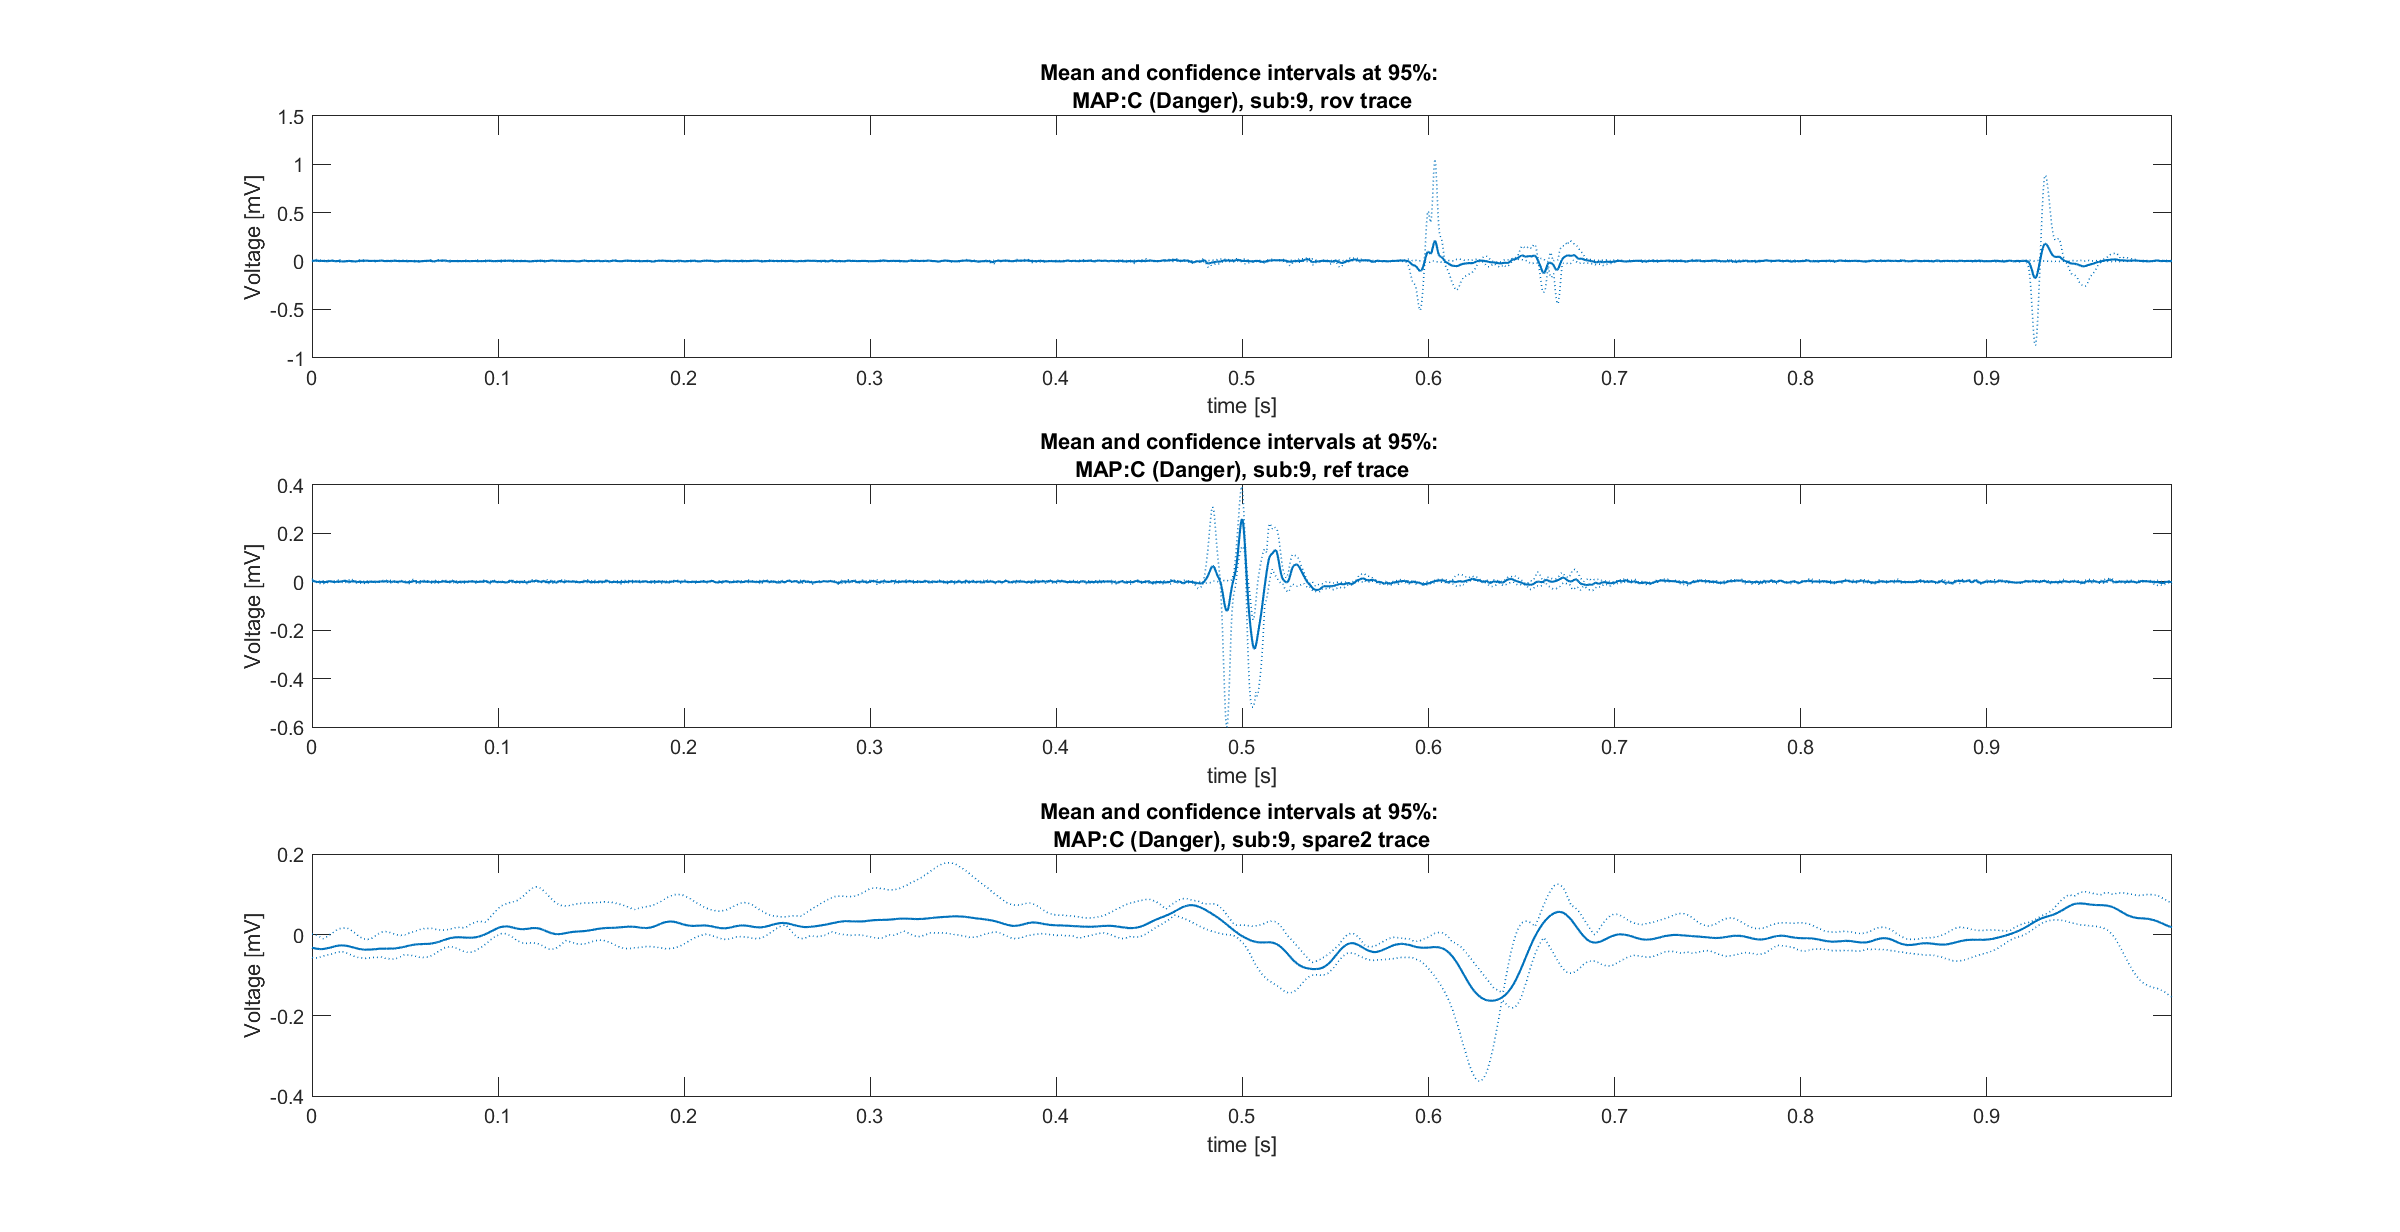 Mean and confidence intervals at 95%:
MAP:C (Danger), sub:9, rov trace
1.5
1
0.5
0
-0.5
-1
Voltage [mV]
0 0.1 0.2 0.3 0.4 0.5 0.6 0.7 0.8 0.9
time [s]
Mean and confidence intervals at 95%:
MAP:C (Danger), sub:9, ref trace
0.4
0.2
0
-0.2
-0.4
-0.6
Voltage [mV]
0 0.1 0.2 0.3 0.4 0.5 0.6 0.7 0.8 0.9
time [s]
Mean and confidence intervals at 95%:
MAP:C (Danger), sub:9, spare2 trace
0.2
0
-0.2
-0.4
Voltage [mV]
0 0.1 0.2 0.3 0.4 0.5 0.6 0.7 0.8 0.9
time [s]